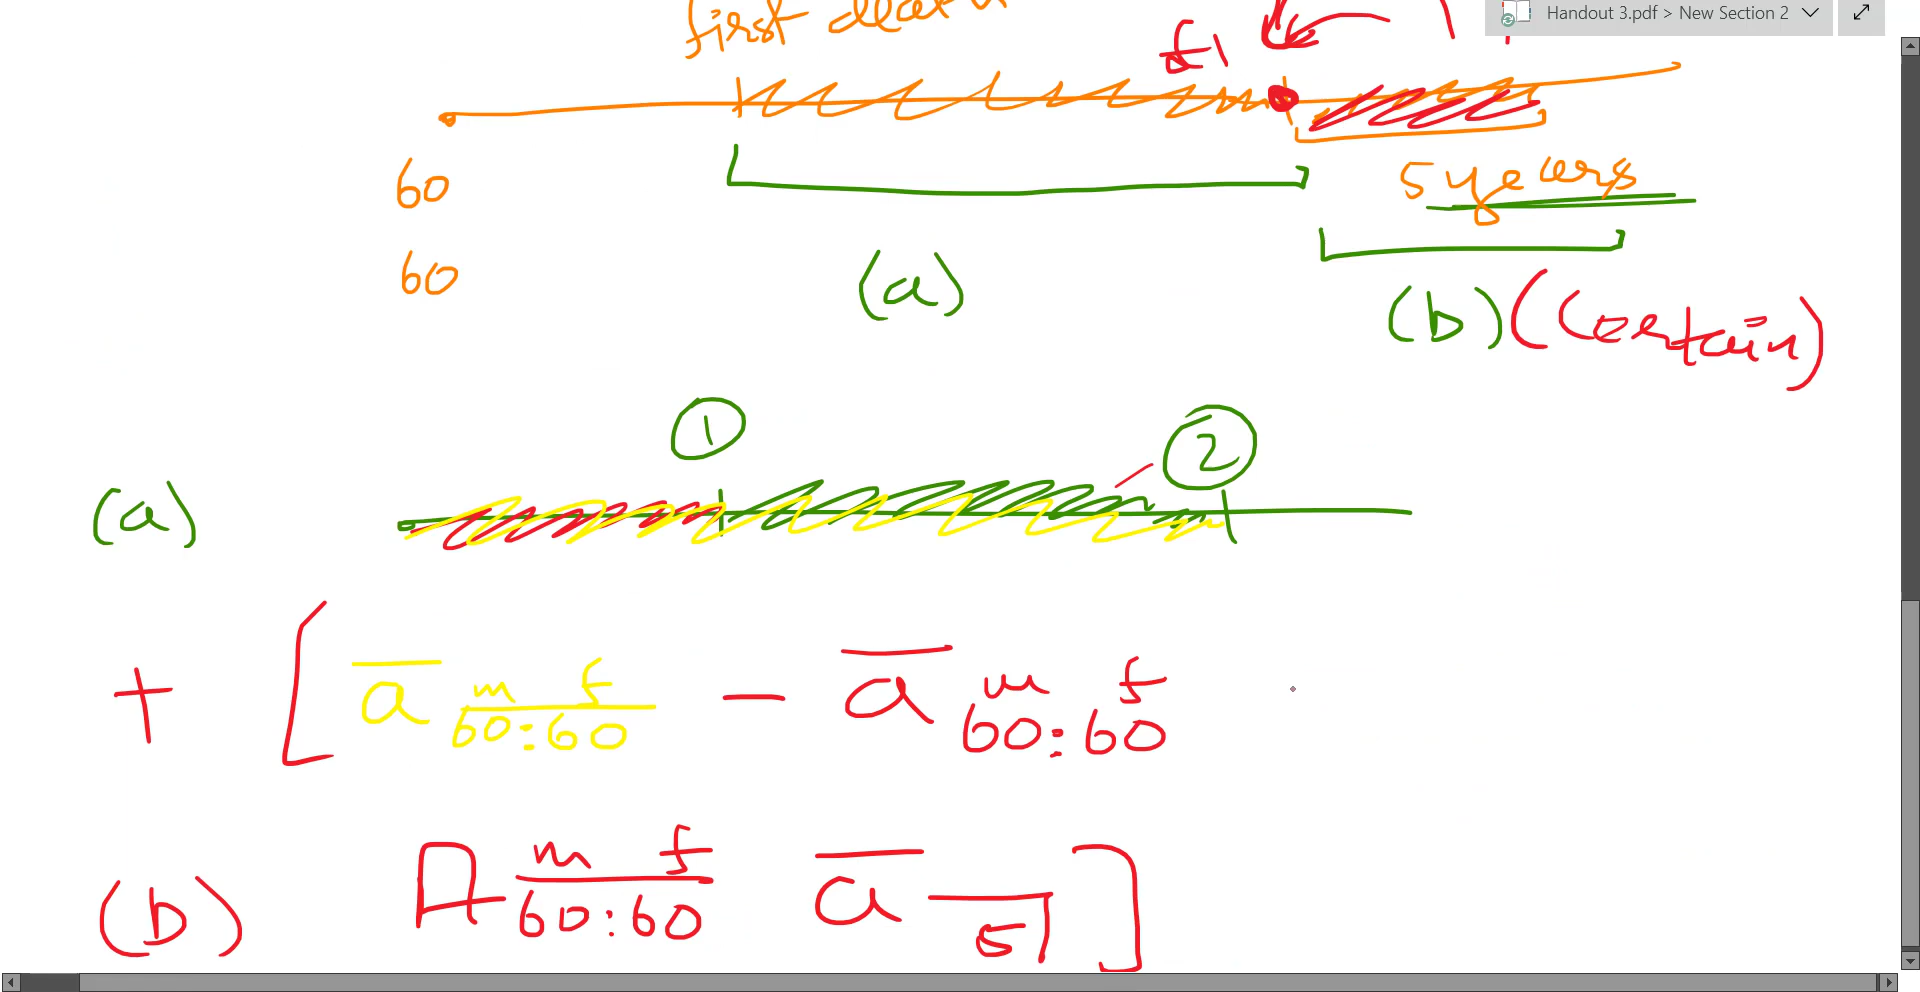 Handout 3.pdf > New Section 2
first death
£1
60
60
5 years
(a)
(b) (Certain)
1
2
(a)
+ [ a̅ m f 60:60 − a̅ m f 60:60
(b) A m f 60:60 a̅ 5 ]